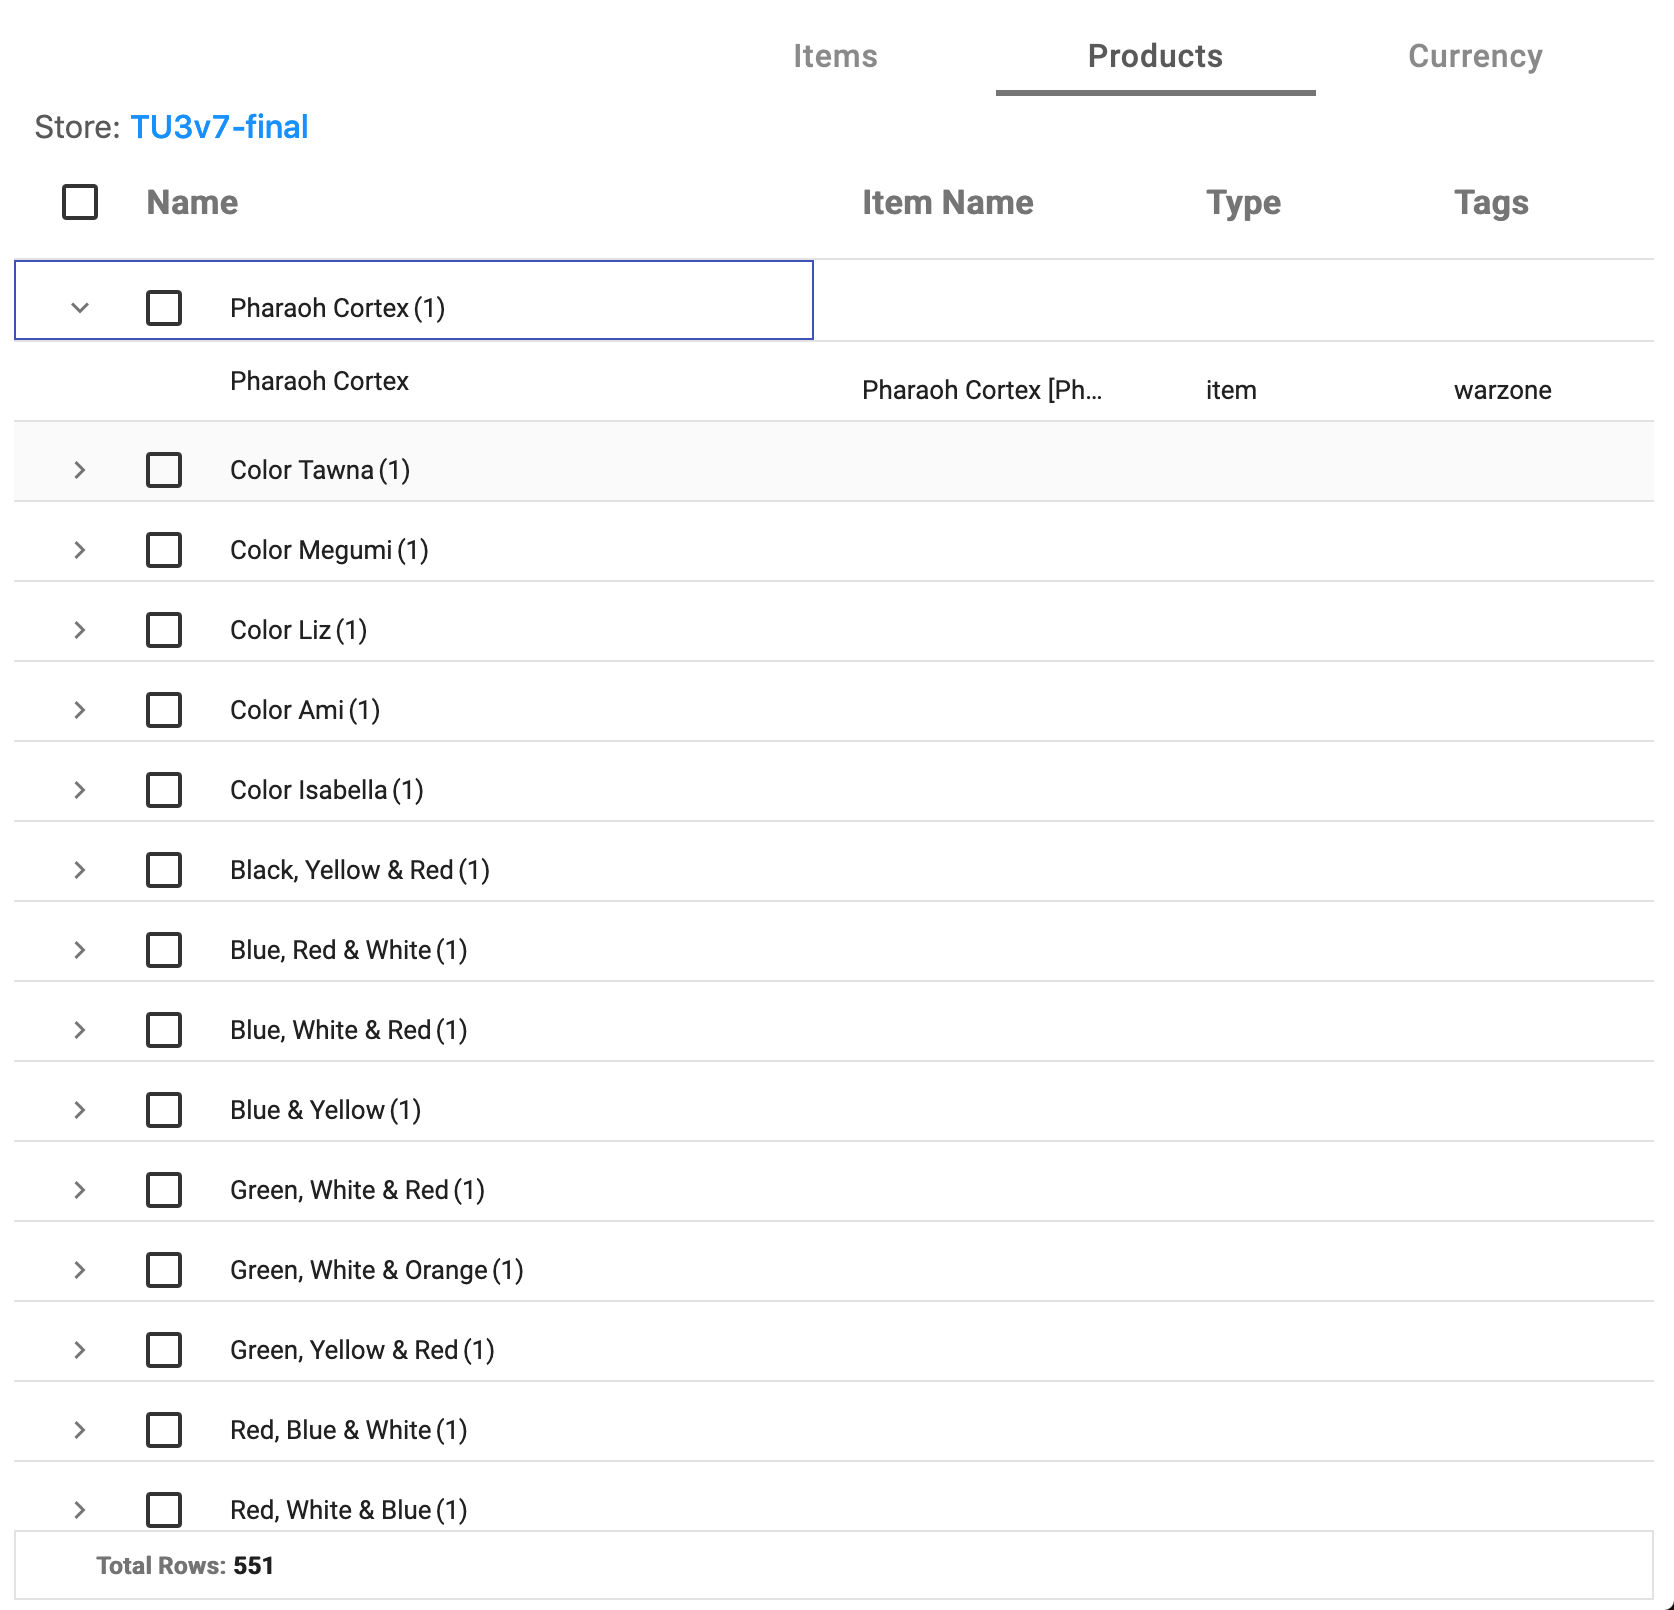 Items Products Currency
Store: TU3v7-final
Name Item Name Type Tags
Pharaoh Cortex (1)
Pharaoh Cortex Pharaoh Cortex [Ph... item warzone
Color Tawna (1)
Color Megumi (1)
Color Liz (1)
Color Ami (1)
Color Isabella (1)
Black, Yellow & Red (1)
Blue, Red & White (1)
Blue, White & Red (1)
Blue & Yellow (1)
Green, White & Red (1)
Green, White & Orange (1)
Green, Yellow & Red (1)
Red, Blue & White (1)
Red, White & Blue (1)
Total Rows: 551